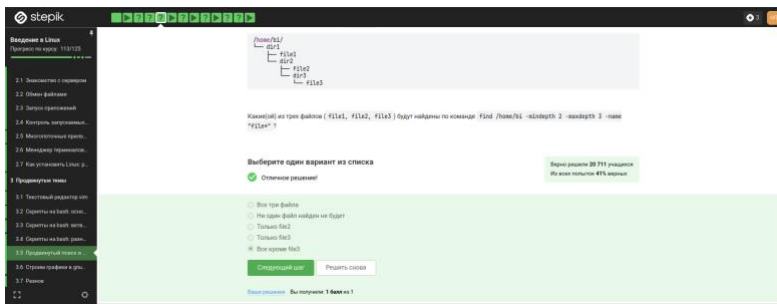 stepik
3
Введение в Linux
Прогресс по курсу: 113/123
2.1 Знакомство с сервером
2.2 Обмен файлами
2.3 Запуск приложений
2.4 Контроль запускаемых...
2.5 Многопоточные прило...
2.6 Менеджер терминалов...
2.7 Как установить Linux: р...
3 Продвинутые темы
3.1 Текстовый редактор vim
3.2 Скрипты на bash: осно...
3.3 Скрипты на bash: ветв...
3.4 Скрипты на bash: разн...
3.5 Продвинутый поиск и ...
3.6 Строим графики в gnu...
3.7 Разное
/home/bi/
└── dir1
├── file1
└── dir2
├── file2
└── dir3
└── file3
Какие(ой) из трех файлов ( file1, file2, file3 ) будут найдены по команде find /home/bi -mindepth 2 -maxdepth 3 -name
"file*" ?
Выберите один вариант из списка
Отличное решение!
Верно решили 20 711 учащихся
Из всех попыток 41% верных
Все три файла
Ни один файл найден не будет
Только file2
Только file3
Все кроме file3
Следующий шаг
Решить снова
Ваши решения Вы получили: 1 балл из 1